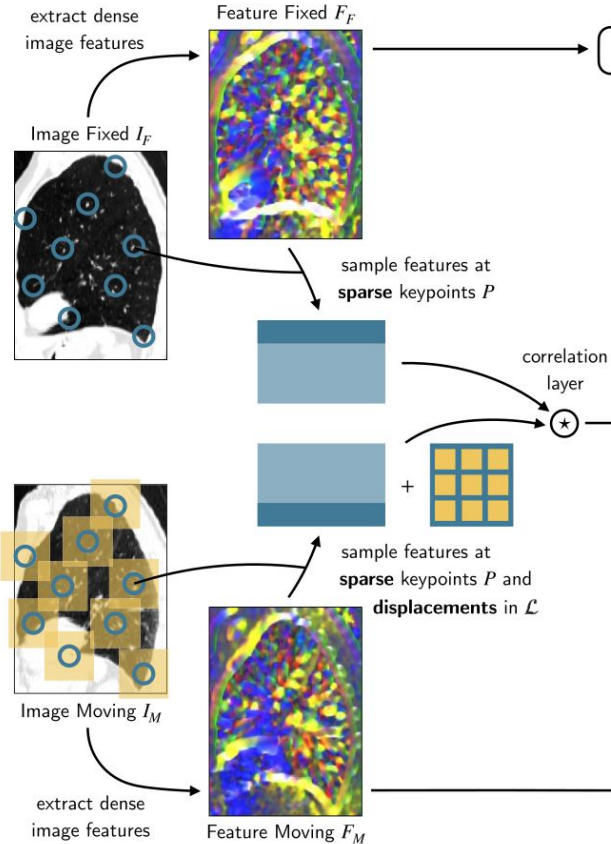 extract dense
image features
Feature Fixed F_F
Image Fixed I_F
sample features at
sparse keypoints P
correlation
layer
⋆
+
sample features at
sparse keypoints P and
displacements in ℒ
Image Moving I_M
extract dense
image features
Feature Moving F_M